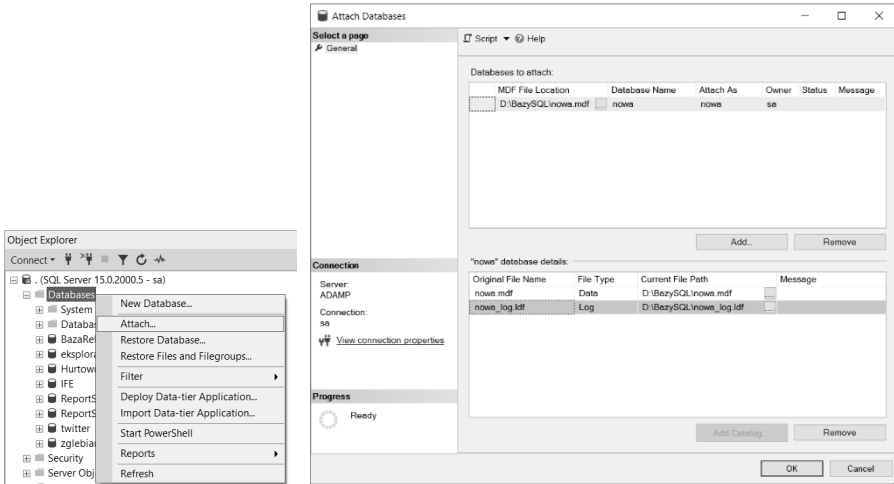 Object Explorer
Connect
. (SQL Server 15.0.2000.5 - sa)
Databases
System
Databas
BazaRe
eksplora
Hurtow
IFE
ReportS
ReportS
twitter
zglebia
Security
Server Obj
New Database...
Attach...
Restore Database...
Restore Files and Filegroups...
Filter
Deploy Data-tier Application...
Import Data-tier Application...
Start PowerShell
Reports
Refresh
Attach Databases
Select a page
General
Script Help
Databases to attach:
MDF File Location Database Name Attach As Owner Status Message
D:\BazySQL\nowa.mdf ... nowa nowa sa
Add... Remove
Connection
Server:
ADAMP
Connection:
sa
View connection properties
Progress
Ready
"nowa" database details:
Original File Name File Type Current File Path Message
nowa.mdf Data D:\BazySQL\nowa.mdf ...
nowa_log.ldf Log D:\BazySQL\nowa_log.ldf ...
Add Catalog... Remove
OK Cancel